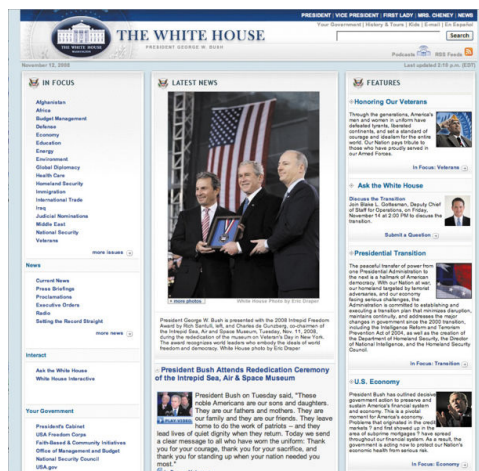 PRESIDENT | VICE PRESIDENT | FIRST LADY | MRS. CHENEY | NEWS
Your Government | History & Tours | Kids | E-mail | En Español
THE WHITE HOUSE
PRESIDENT GEORGE W. BUSH
Search
Podcasts RSS Feeds
November 12, 2008
Last updated 2:10 p.m. (EDT)
IN FOCUS
Afghanistan
Africa
Budget Management
Defense
Economy
Education
Energy
Environment
Global Diplomacy
Health Care
Homeland Security
Immigration
International Trade
Iraq
Judicial Nominations
Middle East
National Security
Veterans
more issues
News
Current News
Press Briefings
Proclamations
Executive Orders
Radio
Setting the Record Straight
more news
Interact
Ask the White House
White House Interactive
Your Government
President's Cabinet
USA Freedom Corps
Faith-Based & Community Initiatives
Office of Management and Budget
National Security Council
USA.gov
LATEST NEWS
more photos
White House Photo by Eric Draper
President George W. Bush is presented with the 2008 Intrepid Freedom
Award by Rich Santulli, left, and Charles de Gunzberg, co-chairmen of
the Intrepid Sea, Air and Space Museum, Tuesday, Nov. 11, 2008,
during the rededication of the museum on Veteran's Day in New York.
The award recognizes world leaders who embody the ideals of world
freedom and democracy. White House photo by Eric Draper
President Bush Attends Rededication Ceremony
of the Intrepid Sea, Air & Space Museum
President Bush on Tuesday said, "These
noble Americans are our sons and daughters.
They are our fathers and mothers. They are
our family and they are our friends. They leave
home to do the work of patriots -- and they
lead lives of quiet dignity when they return. Today we send
a clear message to all who have worn the uniform: Thank
you for your courage, thank you for your sacrifice, and
thank you for standing up when your nation needed you
most."
FEATURES
Honoring Our Veterans
Through the generations, America's
men and women in uniform have
defeated tyrants, liberated
continents, and set a standard of
courage and idealism for the entire
world. Our Nation pays tribute to
those who have proudly served in
our Armed Forces.
In Focus: Veterans
Ask the White House
Discuss the Transition
Join Blake L. Gottesman, Deputy Chief
of Staff for Operations, on Friday,
November 14 at 2:00 PM to discuss the
transition.
Submit a Question
Presidential Transition
The peaceful transfer of power from
one Presidential Administration to
the next is a hallmark of American
democracy. With our Nation at war,
our homeland targeted by terrorist
adversaries, and our economy
facing serious challenges, the
Administration is committed to establishing and
executing a transition plan that minimizes disruption,
maintains continuity, and addresses the major
changes in government since the 2000 transition,
including the Intelligence Reform and Terrorism
Prevention Act of 2004, as well as the creation of
the Department of Homeland Security, the Director
of National Intelligence, and the Homeland Security
Council.
In Focus: Transition
U.S. Economy
President Bush has outlined decisive
government action to preserve and
sustain America's financial system
and economy. This is a pivotal
moment for America's economy.
Problems that originated in the credit
markets and first showed up in the
area of subprime mortgages have spread
throughout our financial system. As a result, the
government is acting now to protect our Nation's
economic health from serious risk.
In Focus: Economy